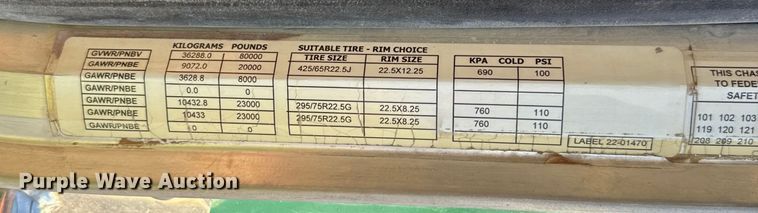 KILOGRAMS POUNDS SUITABLE TIRE - RIM CHOICE
GVWR/PNBV 36288.0 80000 TIRE SIZE RIM SIZE KPA COLD PSI
GAWR/PNBE 9072.0 20000 425/65R22.5J 22.5X12.25 690 100
GAWR/PNBE 3628.8 8000
GAWR/PNBE 0.0 0
GAWR/PNBE 10432.8 23000 295/75R22.5G 22.5X8.25 760 110
GAWR/PNBE 10433 23000 295/75R22.5G 22.5X8.25 760 110
GAWR/PNBE 0 0
LABEL 22-01470
THIS CHAS
TO FEDE
SAFET
101 102 103
119 120 121
208 209 210
Purple Wave Auction